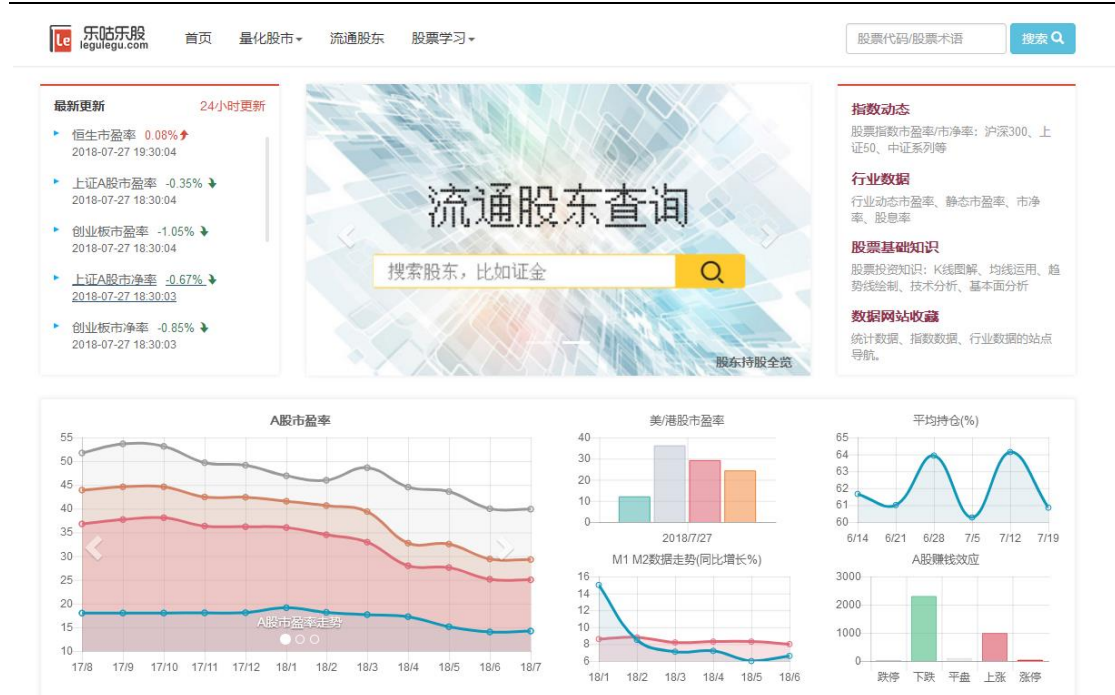 Le 乐咕乐股
legulegu.com
首页 量化股市 流通股东 股票学习
股票代码/股票术语 搜索
最新更新 24小时更新
恒生市盈率 0.08%
2018-07-27 19:30:04
上证A股市盈率 -0.35%
2018-07-27 18:30:04
创业板市盈率 -1.05%
2018-07-27 18:30:04
上证A股市净率 -0.67%
2018-07-27 18:30:03
创业板市净率 -0.85%
2018-07-27 18:30:03
流通股东查询
搜索股东，比如证金
股东持股全览
指数动态
股票指数市盈率/市净率：沪深300、上
证50、中证系列等
行业数据
行业动态市盈率、静态市盈率、市净
率、股息率
股票基础知识
股票投资知识：K线图解、均线运用、趋
势线绘制、技术分析、基本面分析
数据网站收藏
统计数据、指数数据、行业数据的站点
导航。
A股市盈率
55
50
45
40
35
30
25
20
15
10
17/8 17/9 17/10 17/11 17/12 18/1 18/2 18/3 18/4 18/5 18/6 18/7
A股市盈率走势
美/港股市盈率
40
30
20
10
0
2018/7/27
平均持仓(%)
65
64
63
62
61
60
6/14 6/21 6/28 7/5 7/12 7/19
M1 M2数据走势(同比增长%)
16
14
12
10
8
6
18/1 18/2 18/3 18/4 18/5 18/6
A股赚钱效应
3000
2000
1000
0
跌停 下跌 平盘 上涨 涨停